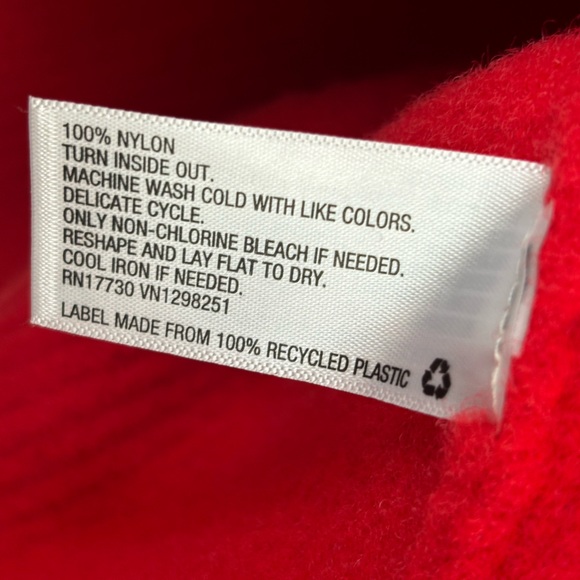 100% NYLON
TURN INSIDE OUT.
MACHINE WASH COLD WITH LIKE COLORS.
DELICATE CYCLE.
ONLY NON-CHLORINE BLEACH IF NEEDED.
RESHAPE AND LAY FLAT TO DRY.
COOL IRON IF NEEDED.
RN17730 VN1298251
LABEL MADE FROM 100% RECYCLED PLASTIC